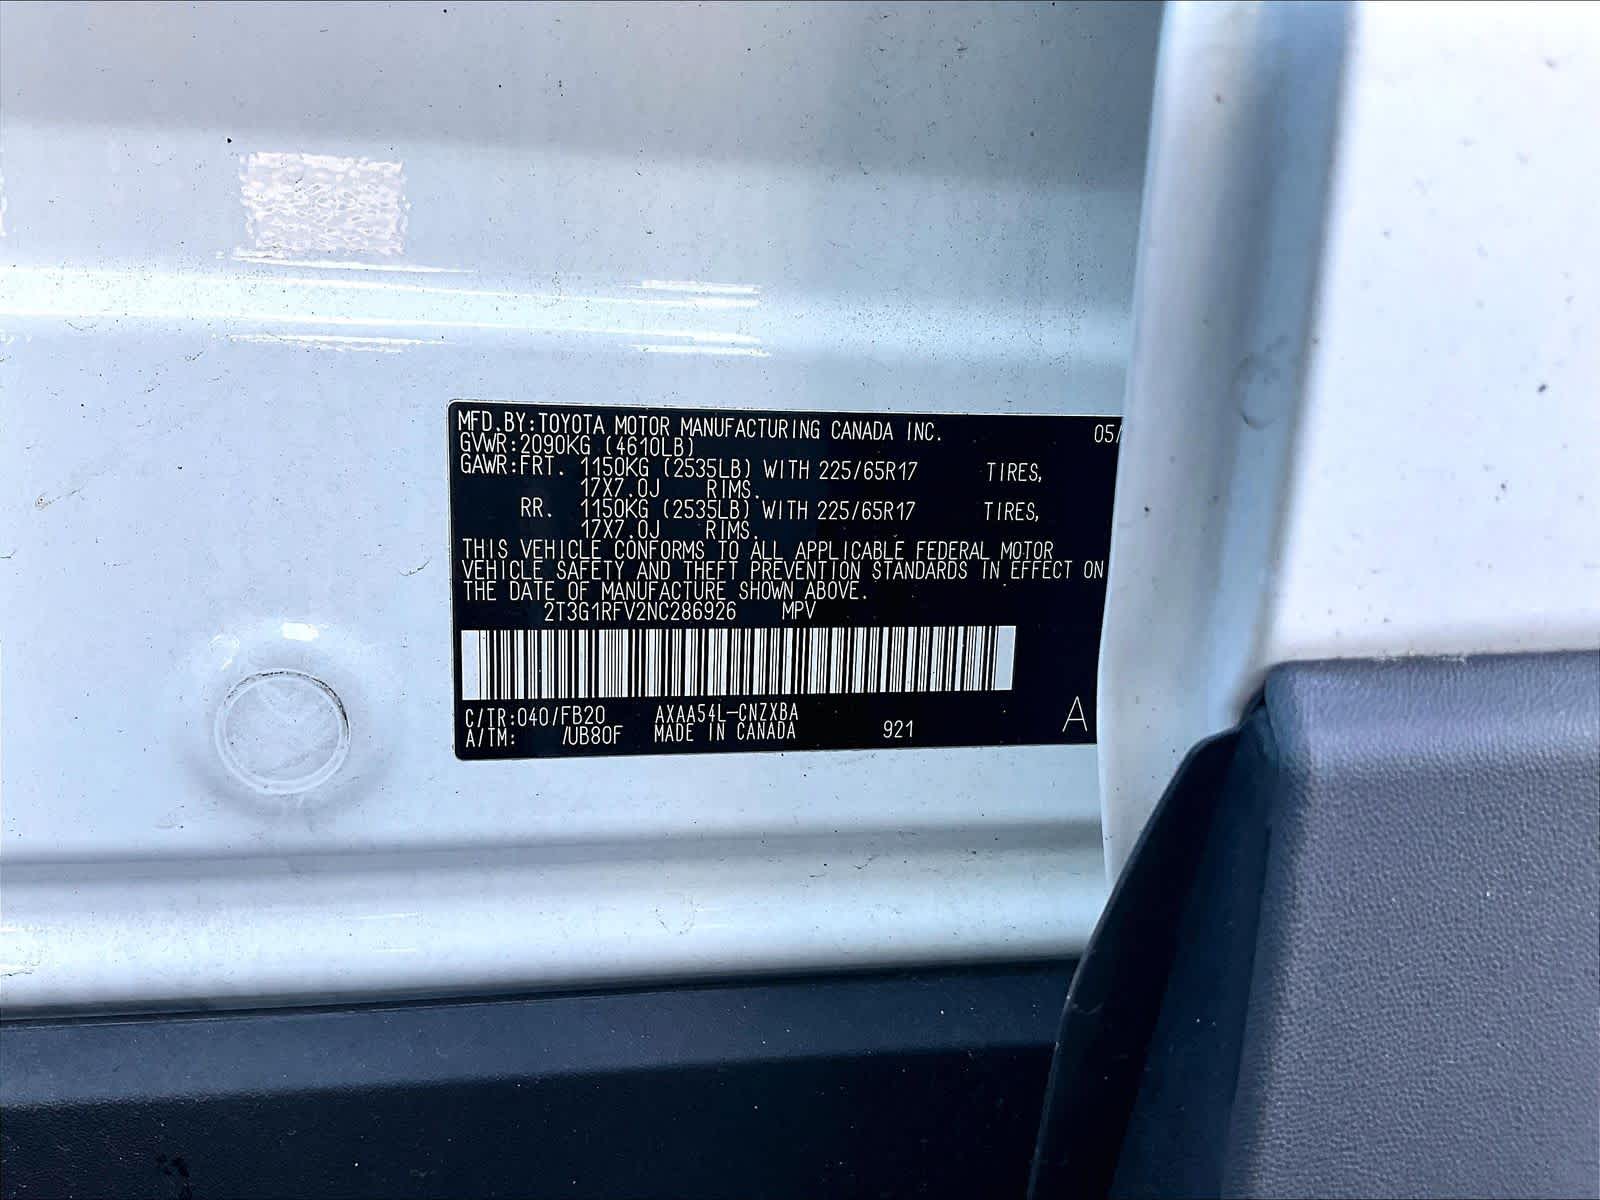 MFD.BY:TOYOTA MOTOR MANUFACTURING CANADA INC. 05/
GVWR:2090KG (4610LB)
GAWR:FRT. 1150KG (2535LB) WITH 225/65R17 TIRES,
17X7.0J RIMS.
RR. 1150KG (2535LB) WITH 225/65R17 TIRES,
17X7.0J RIMS.
THIS VEHICLE CONFORMS TO ALL APPLICABLE FEDERAL MOTOR
VEHICLE SAFETY AND THEFT PREVENTION STANDARDS IN EFFECT ON
THE DATE OF MANUFACTURE SHOWN ABOVE.
2T3G1RFV2NC286926 MPV
C/TR:040/FB20 AXAA54L-CNZXBA
A/TM: /UB80F MADE IN CANADA 921 A